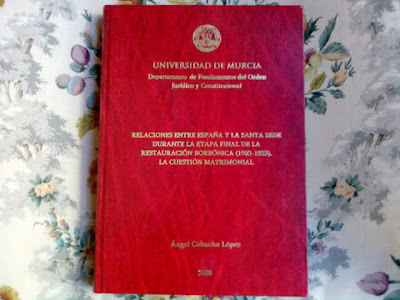 UNIVERSIDAD DE MURCIA
Departamento de Fundamentos del Orden
Jurídico y Constitucional
RELACIONES ENTRE ESPAÑA Y LA SANTA SEDE
DURANTE LA ETAPA FINAL DE LA
RESTAURACIÓN BORBÓNICA (1902-1923).
LA CUESTIÓN MATRIMONIAL
Ángel Cobacho López